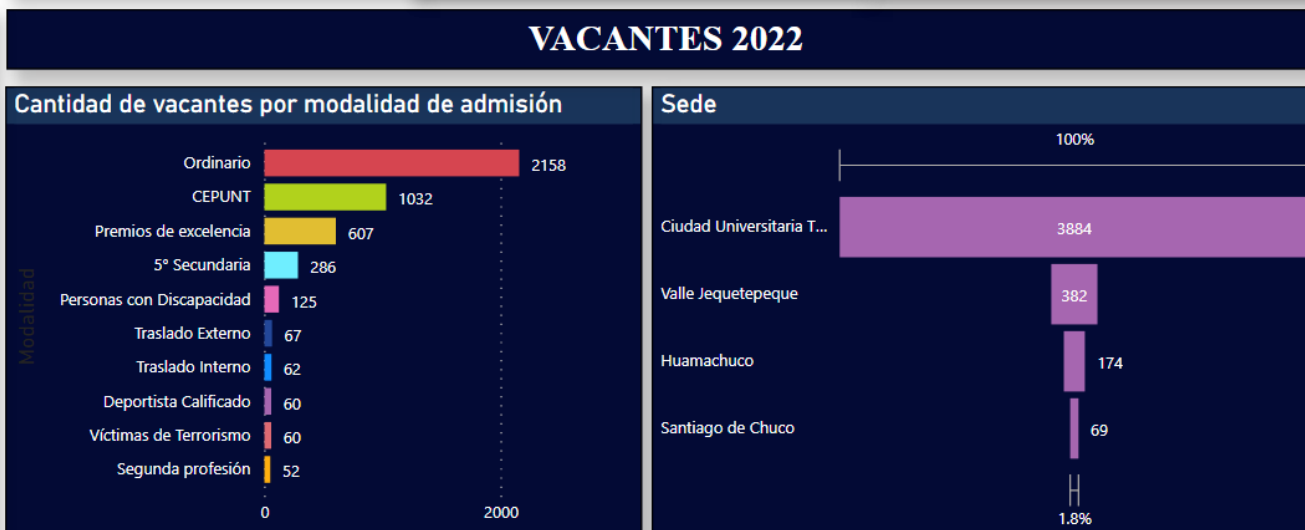 VACANTES 2022
Cantidad de vacantes por modalidad de admisión
Modalidad
Ordinario 2158
CEPUNT 1032
Premios de excelencia 607
5° Secundaria 286
Personas con Discapacidad 125
Traslado Externo 67
Traslado Interno 62
Deportista Calificado 60
Víctimas de Terrorismo 60
Segunda profesión 52
0 2000
Sede
100%
Ciudad Universitaria T... 3884
Valle Jequetepeque 382
Huamachuco 174
Santiago de Chuco 69
1.8%